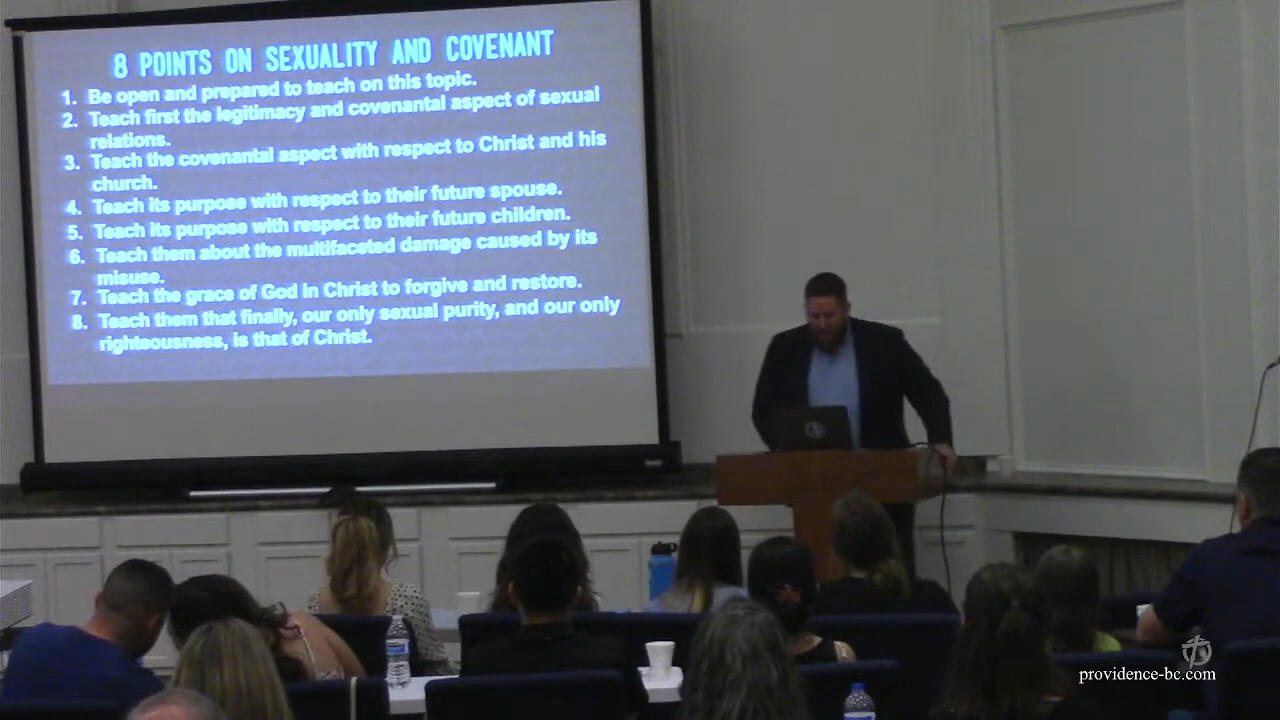 8 POINTS ON SEXUALITY AND COVENANT
1. Be open and prepared to teach on this topic.
2. Teach first the legitimacy and covenantal aspect of sexual
relations.
3. Teach the covenantal aspect with respect to Christ and his
church.
4. Teach its purpose with respect to their future spouse.
5. Teach its purpose with respect to their future children.
6. Teach them about the multifaceted damage caused by its
misuse.
7. Teach the grace of God in Christ to forgive and restore.
8. Teach them that finally, our only sexual purity, and our only
righteousness, is that of Christ.
providence-bc.com